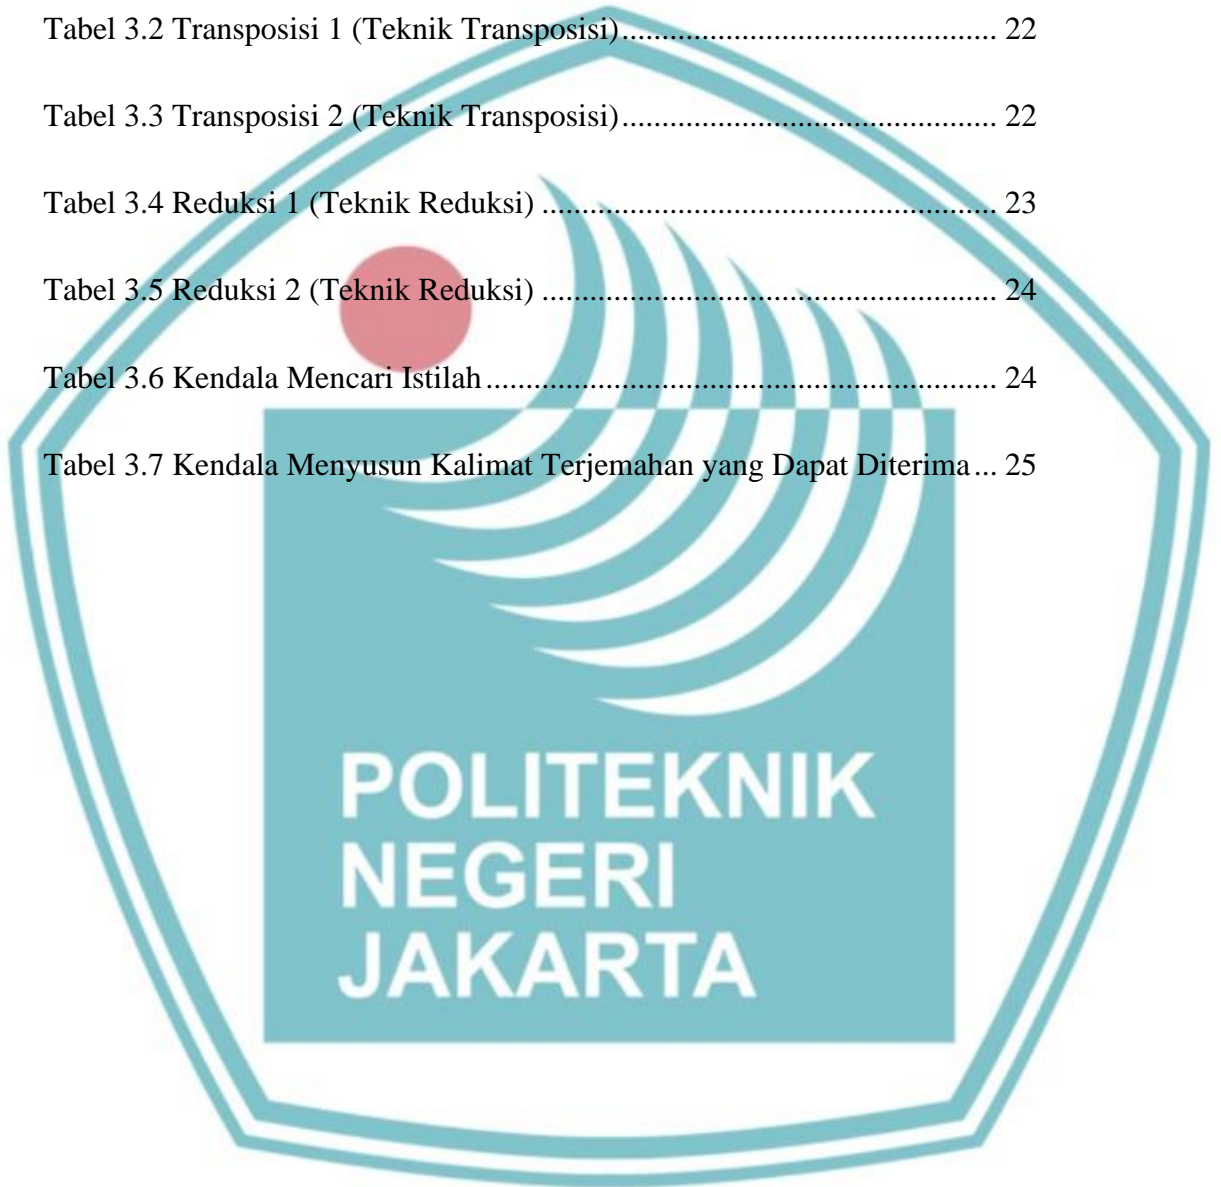 Tabel 3.2 Transposisi 1 (Teknik Transposisi)............................................... 22
Tabel 3.3 Transposisi 2 (Teknik Transposisi)............................................... 22
Tabel 3.4 Reduksi 1 (Teknik Reduksi) ......................................................... 23
Tabel 3.5 Reduksi 2 (Teknik Reduksi) ......................................................... 24
Tabel 3.6 Kendala Mencari Istilah................................................................ 24
Tabel 3.7 Kendala Menyusun Kalimat Terjemahan yang Dapat Diterima... 25
POLITEKNIK
NEGERI
JAKARTA